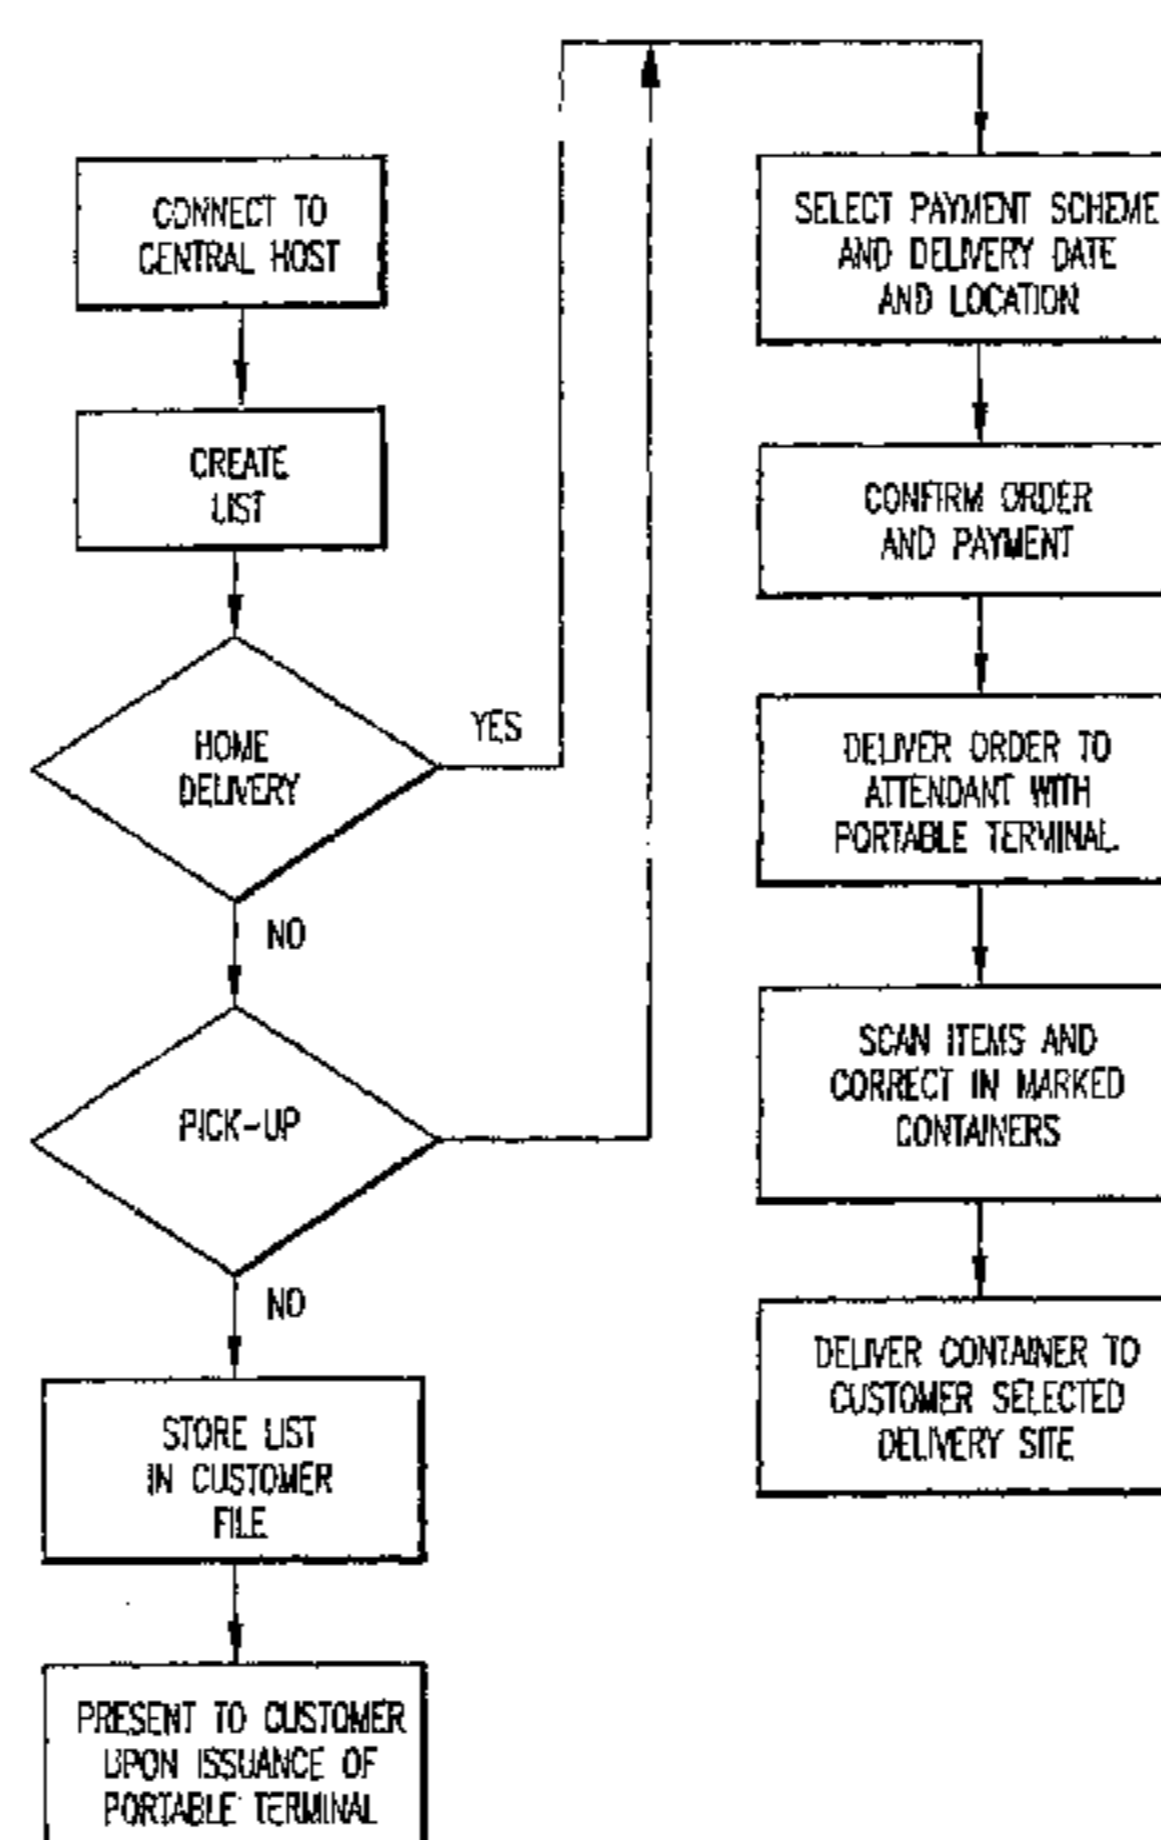 CONNECT TO
CENTRAL HOST
CREATE
LIST
HOME
DELIVERY
YES
NO
PICK-UP
NO
STORE LIST
IN CUSTOMER
FILE
PRESENT TO CUSTOMER
UPON ISSUANCE OF
PORTABLE TERMINAL
SELECT PAYMENT SCHEME
AND DELIVERY DATE
AND LOCATION
CONFIRM ORDER
AND PAYMENT
DELIVER ORDER TO
ATTENDANT WITH
PORTABLE TERMINAL.
SCAN ITEMS AND
CORRECT IN MARKED
CONTAINERS
DELIVER CONTAINER TO
CUSTOMER SELECTED
DELIVERY SITE